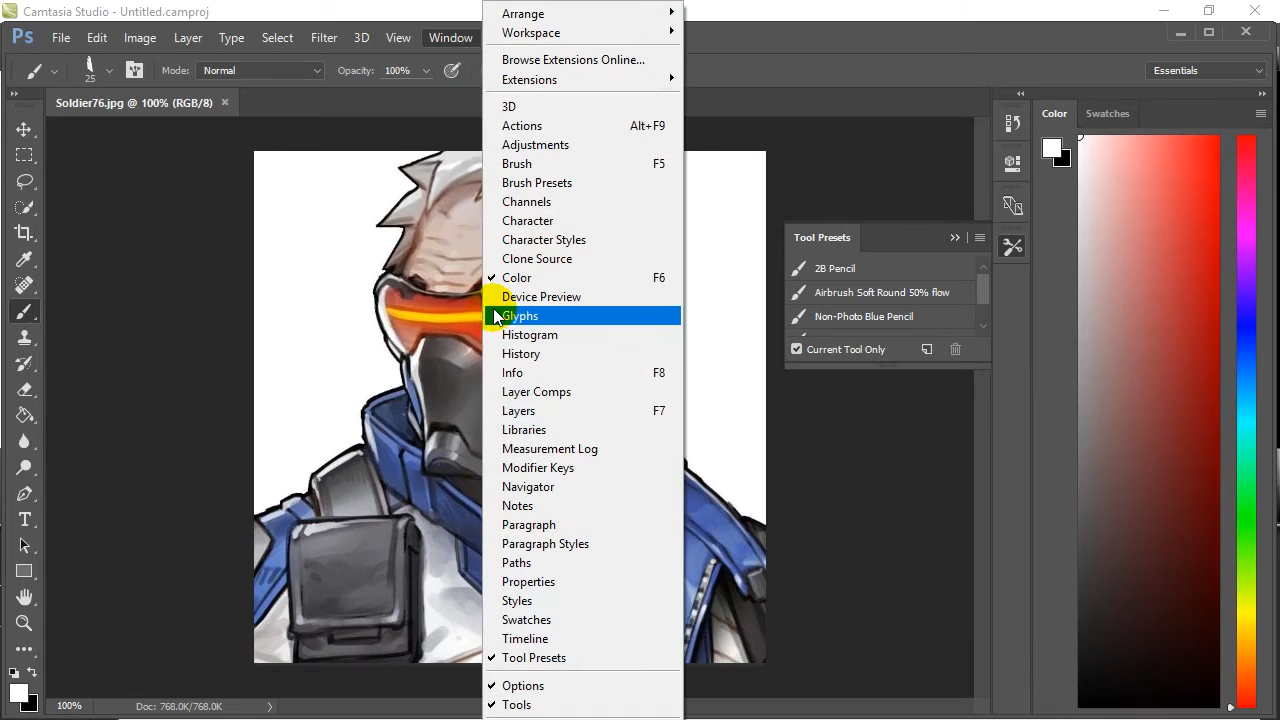 Camtasia Studio - Untitled.camproj
Ps File Edit Image Layer Type Select Filter 3D View Window
25 Mode: Normal Opacity: 100% Essentials
Soldier76.jpg @ 100% (RGB/8) ×
Arrange
Workspace
Browse Extensions Online...
Extensions
3D
Actions Alt+F9
Adjustments
Brush F5
Brush Presets
Channels
Character
Character Styles
Clone Source
Color F6
Device Preview
Glyphs
Histogram
History
Info F8
Layer Comps
Layers F7
Libraries
Measurement Log
Modifier Keys
Navigator
Notes
Paragraph
Paragraph Styles
Paths
Properties
Styles
Swatches
Timeline
Tool Presets
Options
Tools
Tool Presets
2B Pencil
Airbrush Soft Round 50% flow
Non-Photo Blue Pencil
Current Tool Only
Color Swatches
100% Doc: 768.0K/768.0K